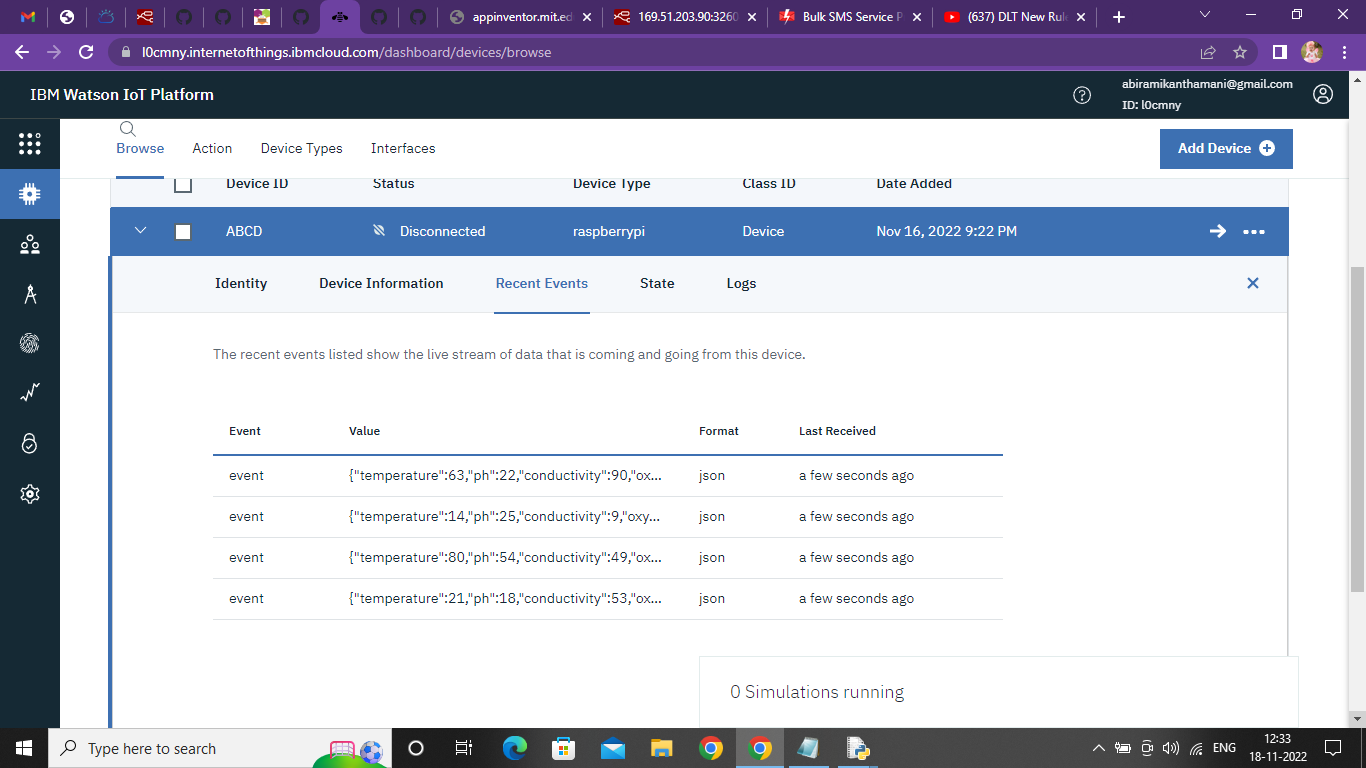 appinventor.mit.ed
169.51.203.90:3260
Bulk SMS Service P
(637) DLT New Rul
l0cmny.internetofthings.ibmcloud.com/dashboard/devices/browse
IBM Watson IoT Platform
abiramikanthamani@gmail.com
ID: l0cmny
Browse Action Device Types Interfaces
Add Device
Device ID Status Device Type Class ID Date Added
ABCD Disconnected raspberrypi Device Nov 16, 2022 9:22 PM
Identity Device Information Recent Events State Logs
The recent events listed show the live stream of data that is coming and going from this device.
Event Value Format Last Received
event {"temperature":63,"ph":22,"conductivity":90,"ox... json a few seconds ago
event {"temperature":14,"ph":25,"conductivity":9,"oxy... json a few seconds ago
event {"temperature":80,"ph":54,"conductivity":49,"ox... json a few seconds ago
event {"temperature":21,"ph":18,"conductivity":53,"ox... json a few seconds ago
0 Simulations running
Type here to search
ENG
12:33
18-11-2022